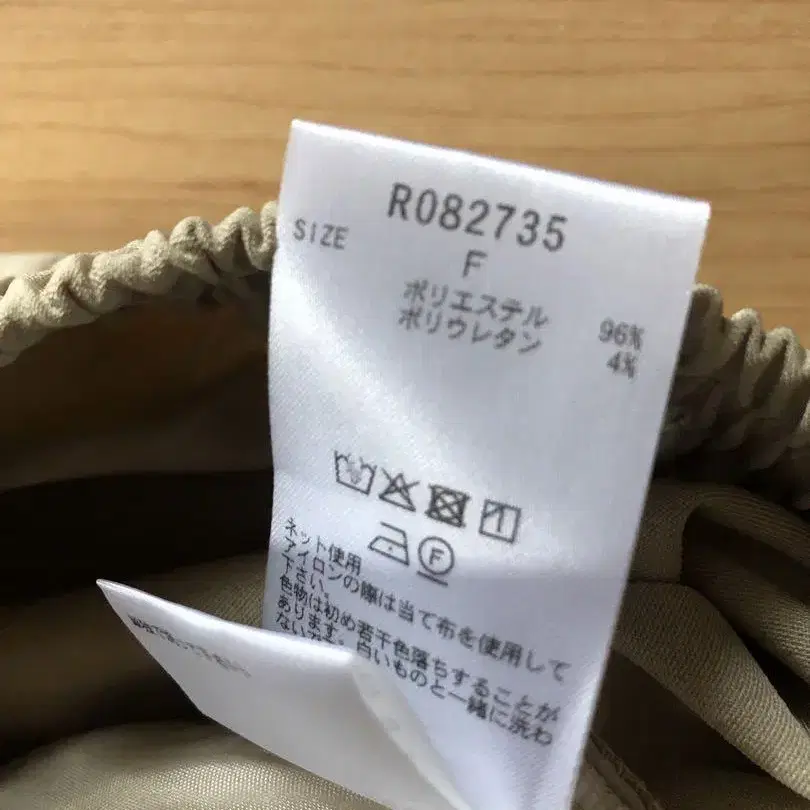 R082735
SIZE
F
ポリエステル 96%
ポリウレタン 4%
F
ネット使用
アイロンの際は当て布を使用して
下さい。
色物は初め若干色落ちすることが
あります。白いものと一緒に洗わ
ない